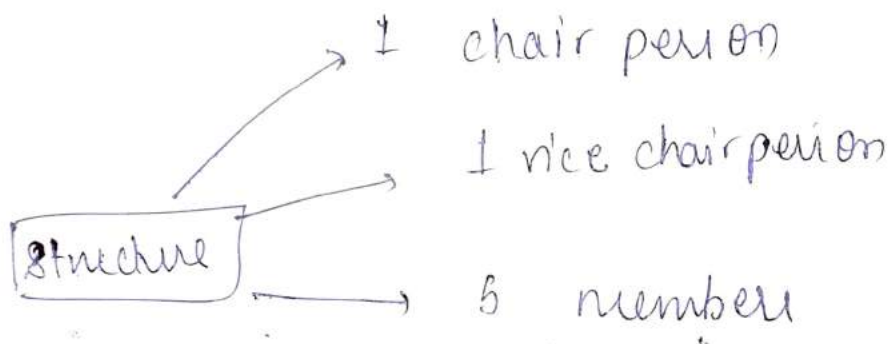 1 chair person
1 vice chairperson
Structure
5 members